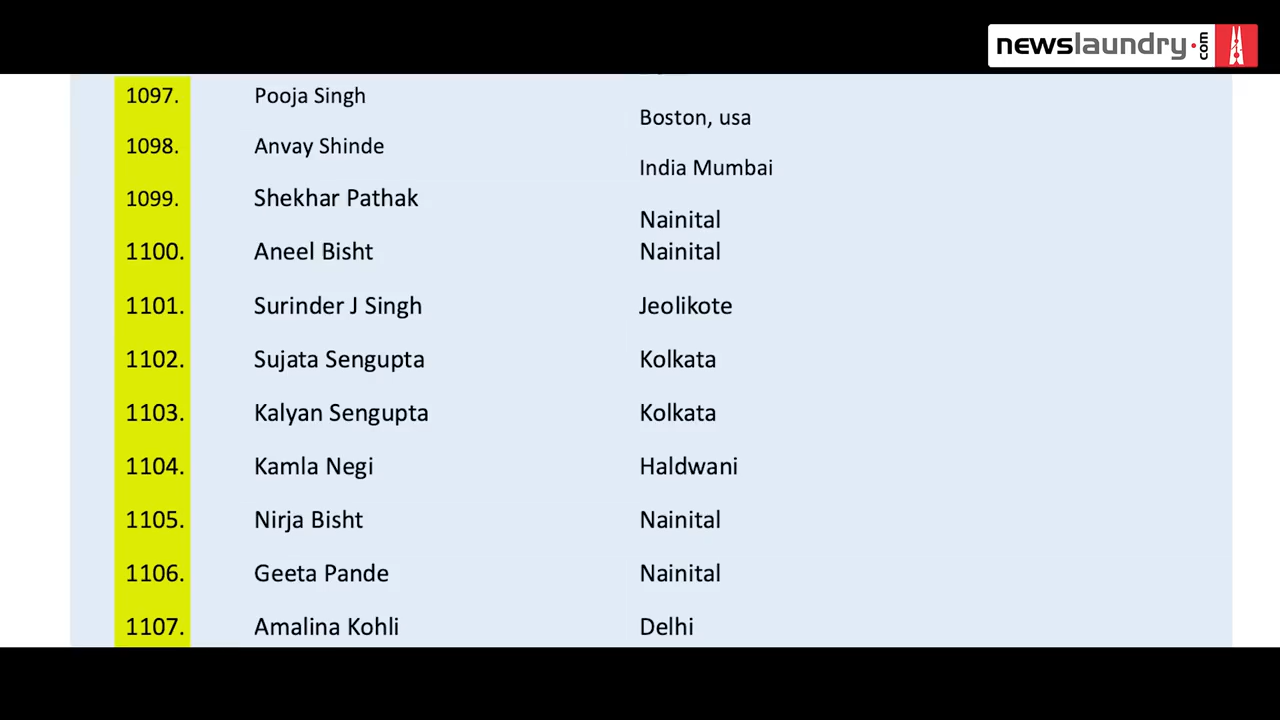 newslaundry.com
1097. Pooja Singh
Boston, usa
1098. Anvay Shinde
India Mumbai
1099. Shekhar Pathak
Nainital
1100. Aneel Bisht Nainital
1101. Surinder J Singh Jeolikote
1102. Sujata Sengupta Kolkata
1103. Kalyan Sengupta Kolkata
1104. Kamla Negi Haldwani
1105. Nirja Bisht Nainital
1106. Geeta Pande Nainital
1107. Amalina Kohli Delhi